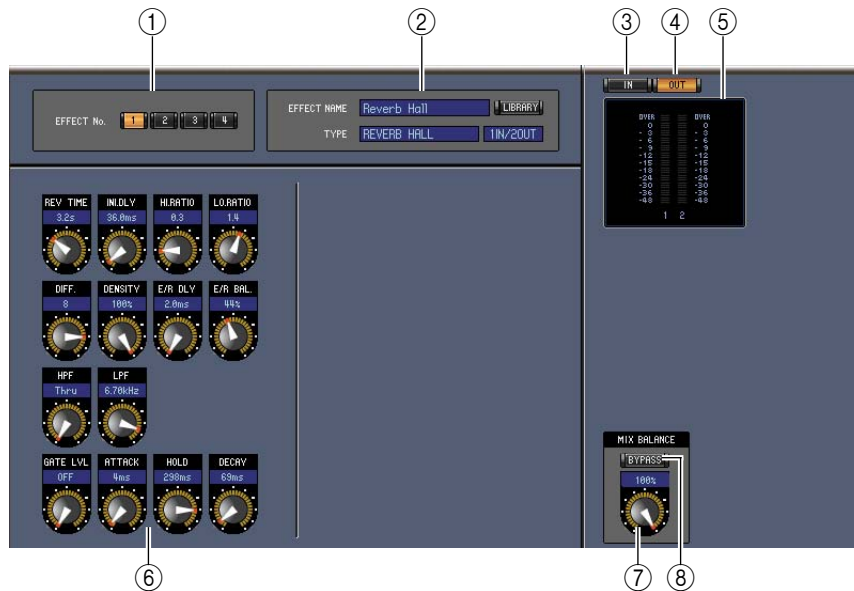 ① ② ③ ④ ⑤
IN OUT
EFFECT No. 1 2 3 4
EFFECT NAME Reverb Hall LIBRARY
TYPE REVERB HALL 1IN/2OUT
OVER OVER
0 0
- 3 - 3
- 6 - 6
- 9 - 9
-12 -12
-15 -15
-18 -18
-24 -24
-30 -30
-36 -36
-48 -48
1 2
REV TIME INI.DLY HI.RATIO LO.RATIO
3.2s 36.0ms 0.3 1.4
DIFF. DENSITY E/R DLY E/R BAL.
8 100% 2.0ms 44%
HPF LPF
Thru 6.70kHz
GATE LVL ATTACK HOLD DECAY
OFF 4ms 298ms 69ms
MIX BALANCE
BYPASS
100%
⑥ ⑦ ⑧